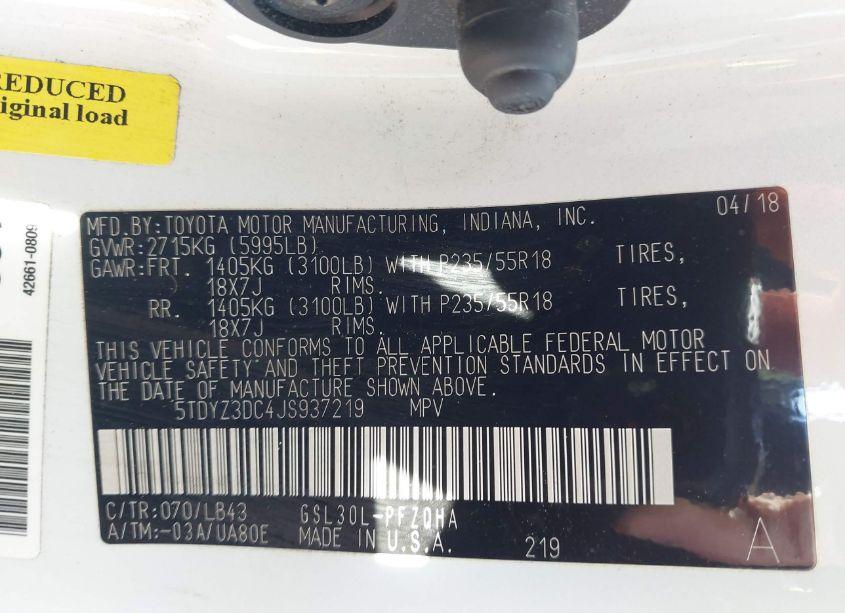 REDUCED
iginal load
42661-0809
MFD.BY:TOYOTA MOTOR MANUFACTURING, INDIANA, INC. 04/18
GVWR:2715KG (5995LB)
GAWR:FRT. 1405KG (3100LB) WITH P235/55R18 TIRES,
18X7J RIMS.
RR. 1405KG (3100LB) WITH P235/55R18 TIRES,
18X7J RIMS.
THIS VEHICLE CONFORMS TO ALL APPLICABLE FEDERAL MOTOR
VEHICLE SAFETY AND THEFT PREVENTION STANDARDS IN EFFECT ON
THE DATE OF MANUFACTURE SHOWN ABOVE.
5TDYZ3DC4JS937219 MPV
C/TR:070/LB43 GSL30L-PFZQHA
A/TM:-03A/UA80E MADE IN U.S.A. 219 A